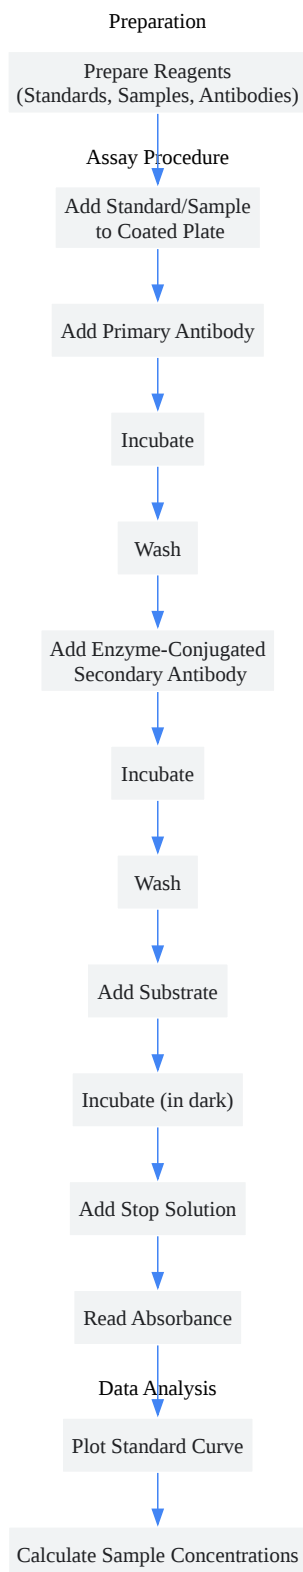 Preparation
Prepare Reagents
(Standards, Samples, Antibodies)
Assay Procedure
Add Standard/Sample
to Coated Plate
Add Primary Antibody
Incubate
Wash
Add Enzyme-Conjugated
Secondary Antibody
Incubate
Wash
Add Substrate
Incubate (in dark)
Add Stop Solution
Read Absorbance
Data Analysis
Plot Standard Curve
Calculate Sample Concentrations